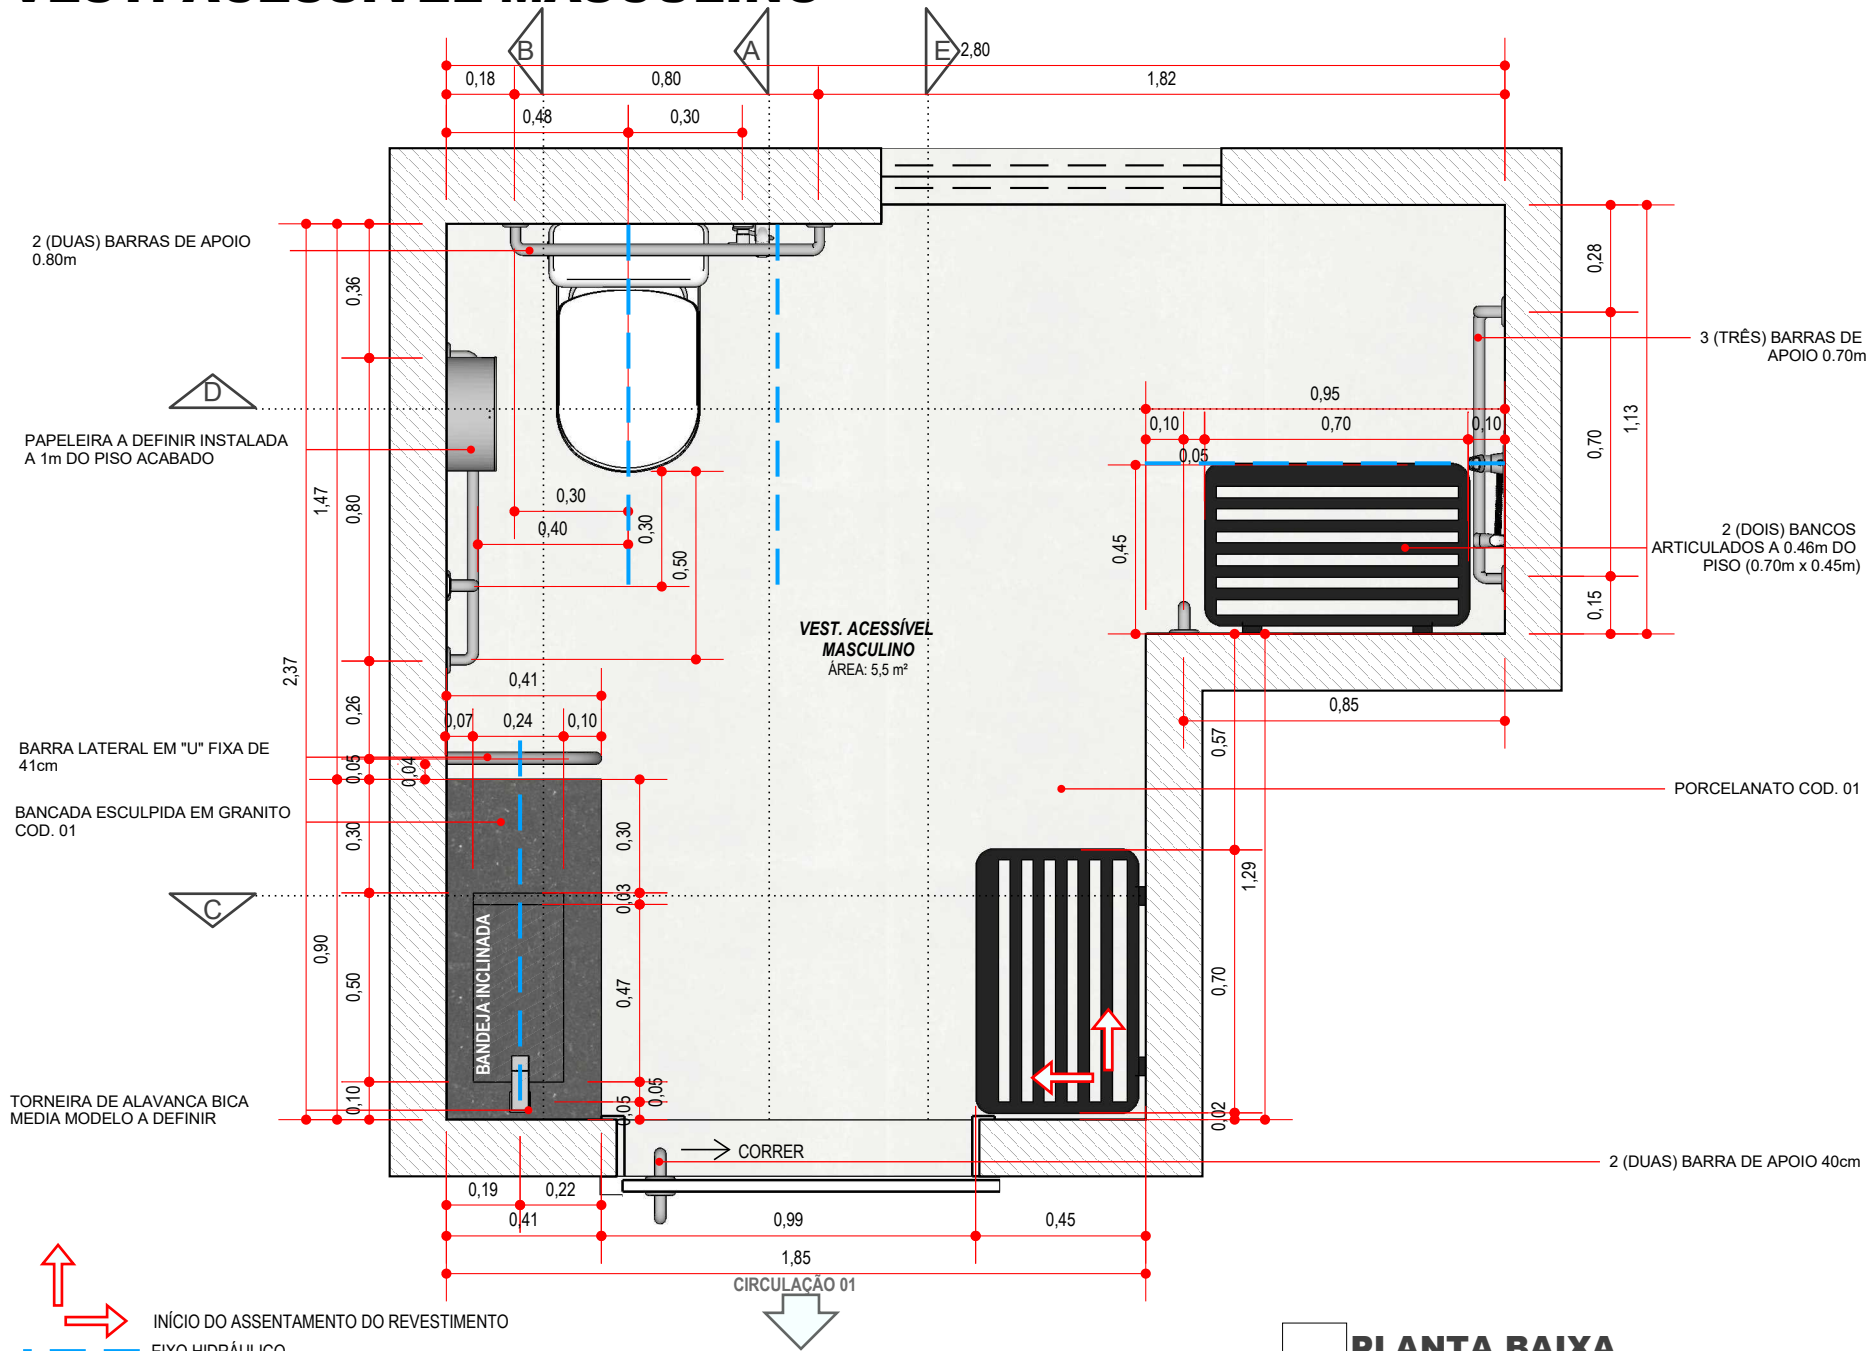 VEST. ACESSÍVEL MASCULINO
B
A
E
2,80
0,18
0,80
1,82
0,48
0,30
2 (DUAS) BARRAS DE APOIO
0.80m
0,36
0,28
3 (TRÊS) BARRAS DE
APOIO 0.70m
D
0,95
0,10
0,70
0,10
0,05
1,13
0,70
PAPELEIRA A DEFINIR INSTALADA
A 1m DO PISO ACABADO
1,47
0,80
0,30
0,40
0,30
0,50
0,45
2 (DOIS) BANCOS
ARTICULADOS A 0.46m DO
PISO (0.70m x 0.45m)
0,15
VEST. ACESSÍVEL
MASCULINO
ÁREA: 5,5 m²
2,37
0,41
0,26
0,07
0,24
0,10
0,85
0,57
BARRA LATERAL EM "U" FIXA DE
41cm
0,05
0,04
PORCELANATO COD. 01
BANCADA ESCULPIDA EM GRANITO
COD. 01
0,30
0,30
1,29
0,03
C
0,90
0,50
BANDEJA INCLINADA
0,47
0,70
TORNEIRA DE ALAVANCA BICA
MEDIA MODELO A DEFINIR
0,10
0,05
0,05
0,02
CORRER
2 (DUAS) BARRA DE APOIO 40cm
0,19
0,22
0,41
0,99
0,45
1,85
CIRCULAÇÃO 01
INÍCIO DO ASSENTAMENTO DO REVESTIMENTO
FIXO HIDRÁULICO
PLANTA BAIXA